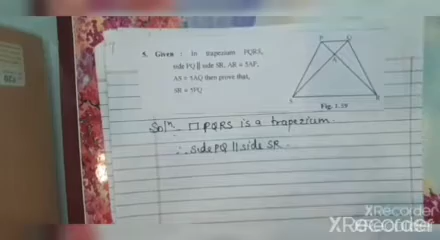 5. Given : In trapezium PQRS,
side PQ || side SR, AR = 5AP,
AS = 5AQ then prove that,
SR = 5PQ
P Q
A
S R
Fig. 1.19
Solⁿ - □ PQRS is a trapezium.
∴ side PQ || side SR.
XRecorder
XRecorder